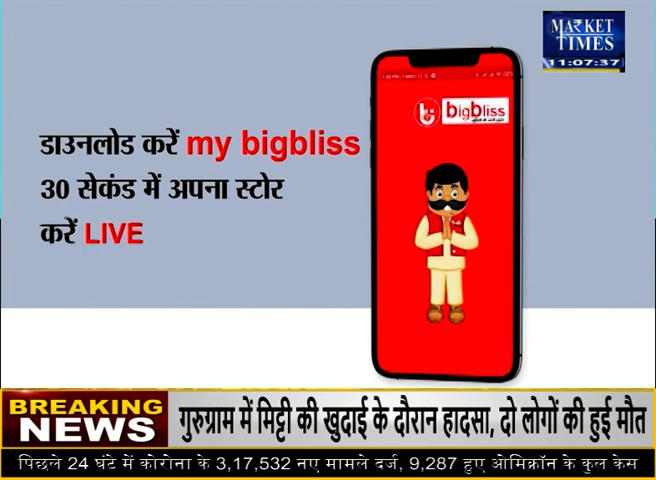 MARKET
TIMES
11:07:37
bigbliss
डाउनलोड करें my bigbliss
30 सेकंड में अपना स्टोर
करें LIVE
BREAKING
NEWS
गुरुग्राम में मिट्टी की खुदाई के दौरान हादसा, दो लोगों की हुई मौत
पिछले 24 घंटे में कोरोना के 3,17,532 नए मामले दर्ज, 9,287 हुए ओमिक्रॉन के कुल केस